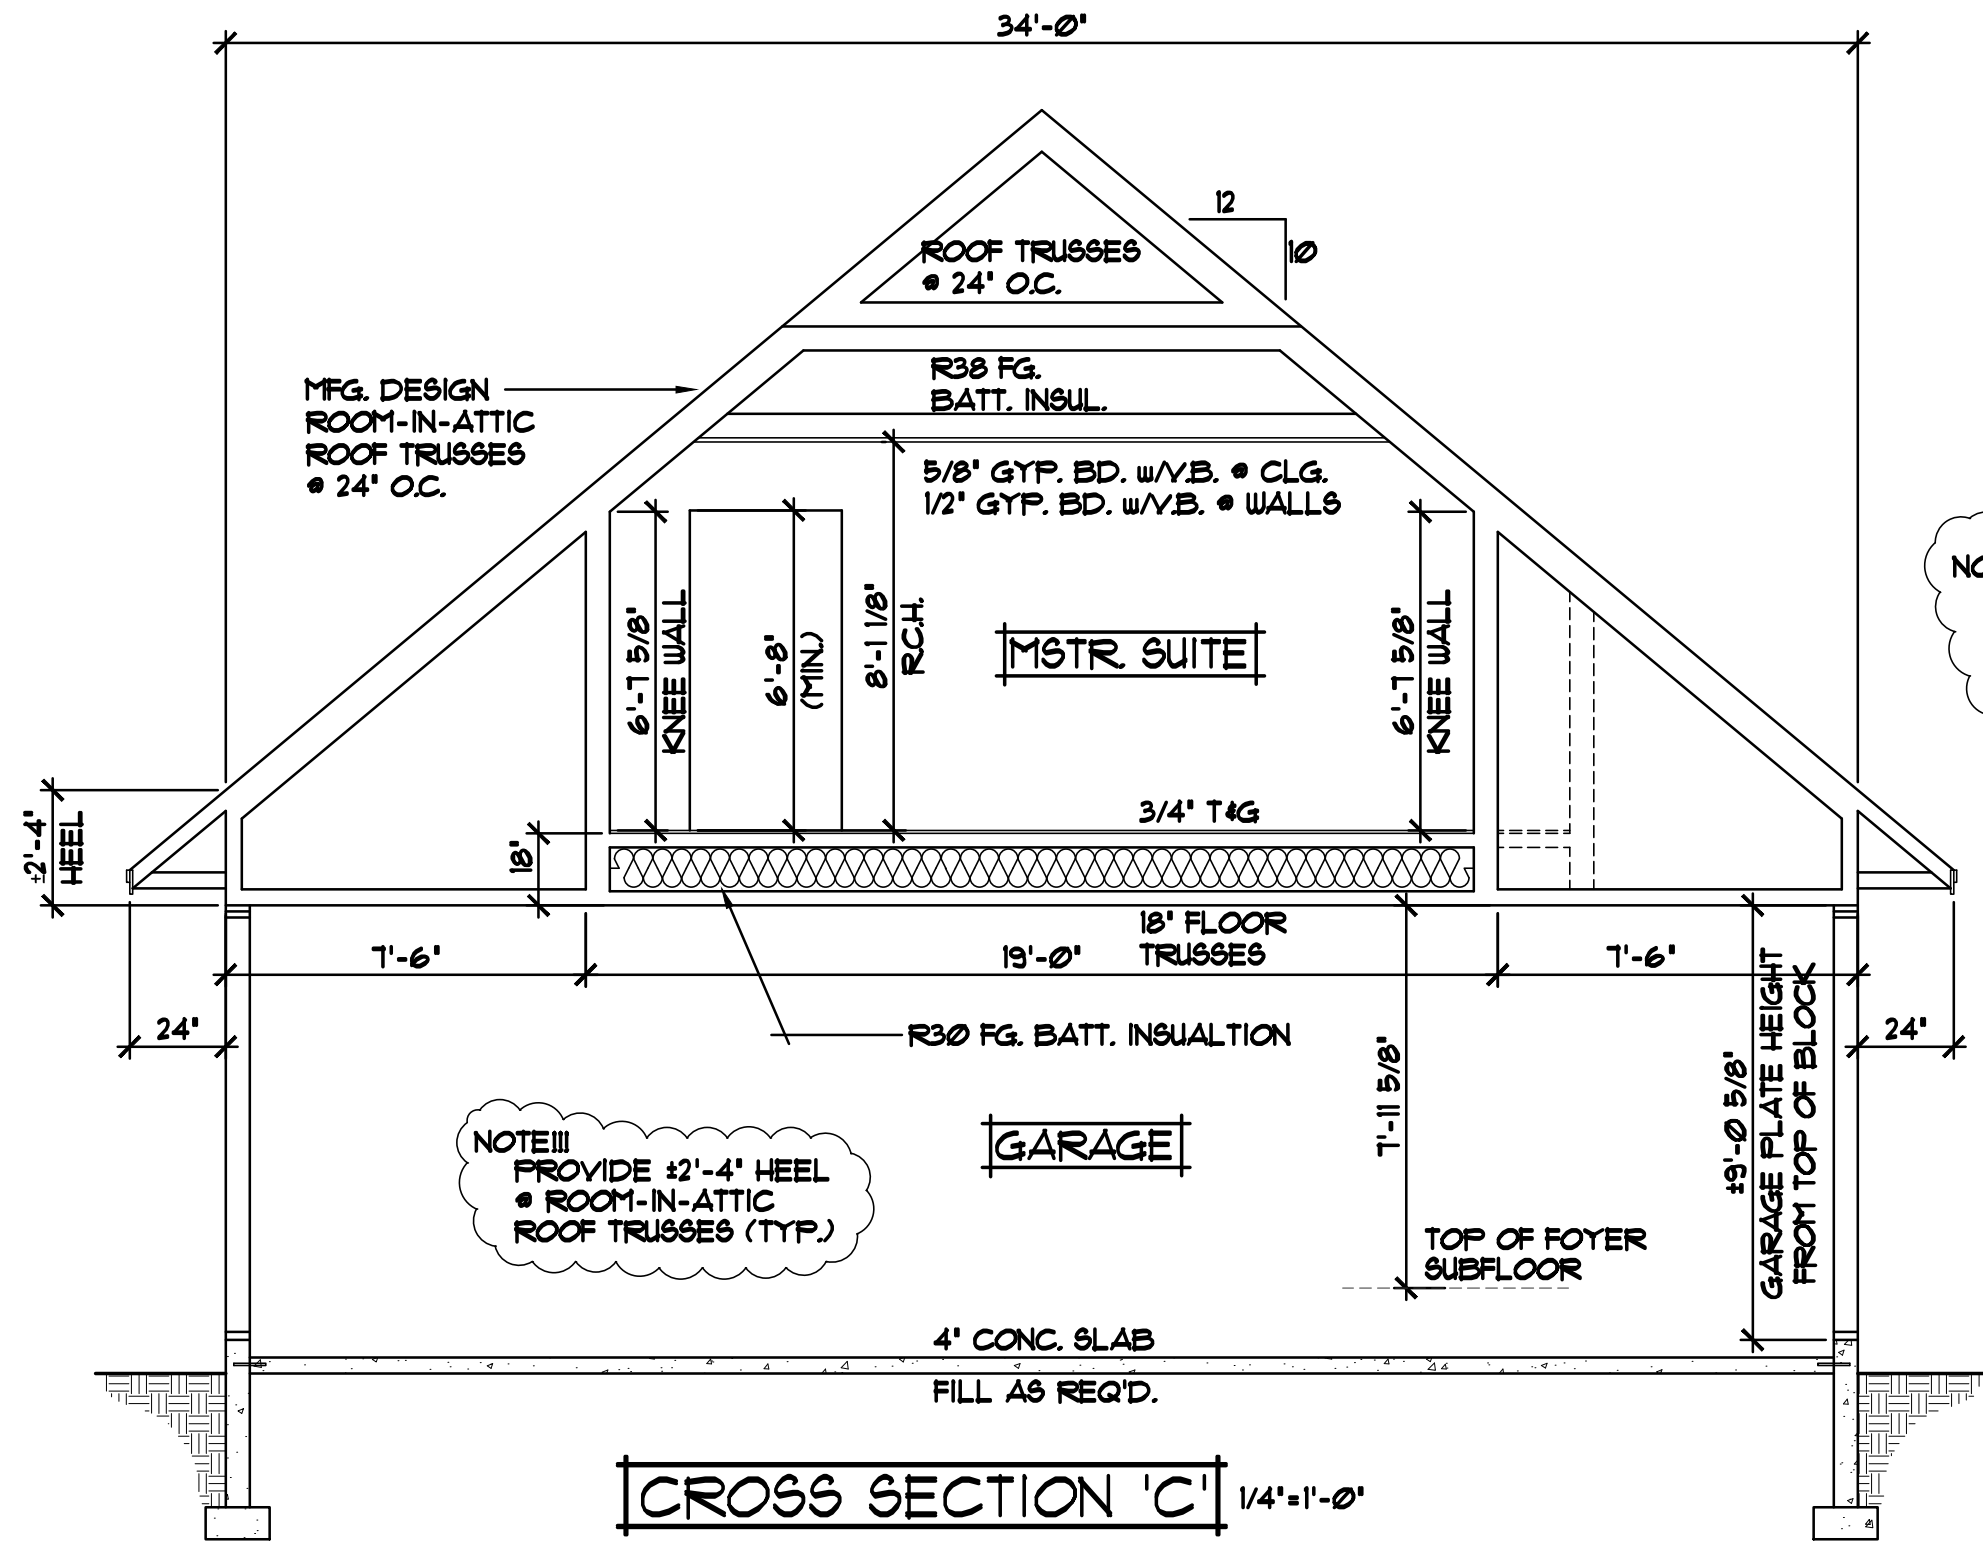 34'-0"
12
10
ROOF TRUSSES
@ 24" O.C.
R38 FG.
BATT. INSUL.
MFG. DESIGN
ROOM-IN-ATTIC
ROOF TRUSSES
@ 24" O.C.
5/8" GYP. BD. W/V.B. @ CLG.
1/2" GYP. BD. W/V.B. @ WALLS
NO
6'-7 5/8"
KNEE WALL
6'-8"
(MIN.)
8'-1 1/8"
R.C.H.
MSTR. SUITE
6'-7 5/8"
KNEE WALL
3/4" T&G
±2'-4"
HEEL
18"
18" FLOOR
TRUSSES
7'-6"
19'-0"
7'-6"
24"
24"
R30 FG. BATT. INSUALTION
7'-11 5/8"
±9'-0 5/8"
GARAGE PLATE HEIGHT
FROM TOP OF BLOCK
GARAGE
NOTE!!!
PROVIDE ±2'-4" HEEL
@ ROOM-IN-ATTIC
ROOF TRUSSES (TYP.)
TOP OF FOYER
SUBFLOOR
4" CONC. SLAB
FILL AS REQ'D.
CROSS SECTION 'C'
1/4"=1'-0"